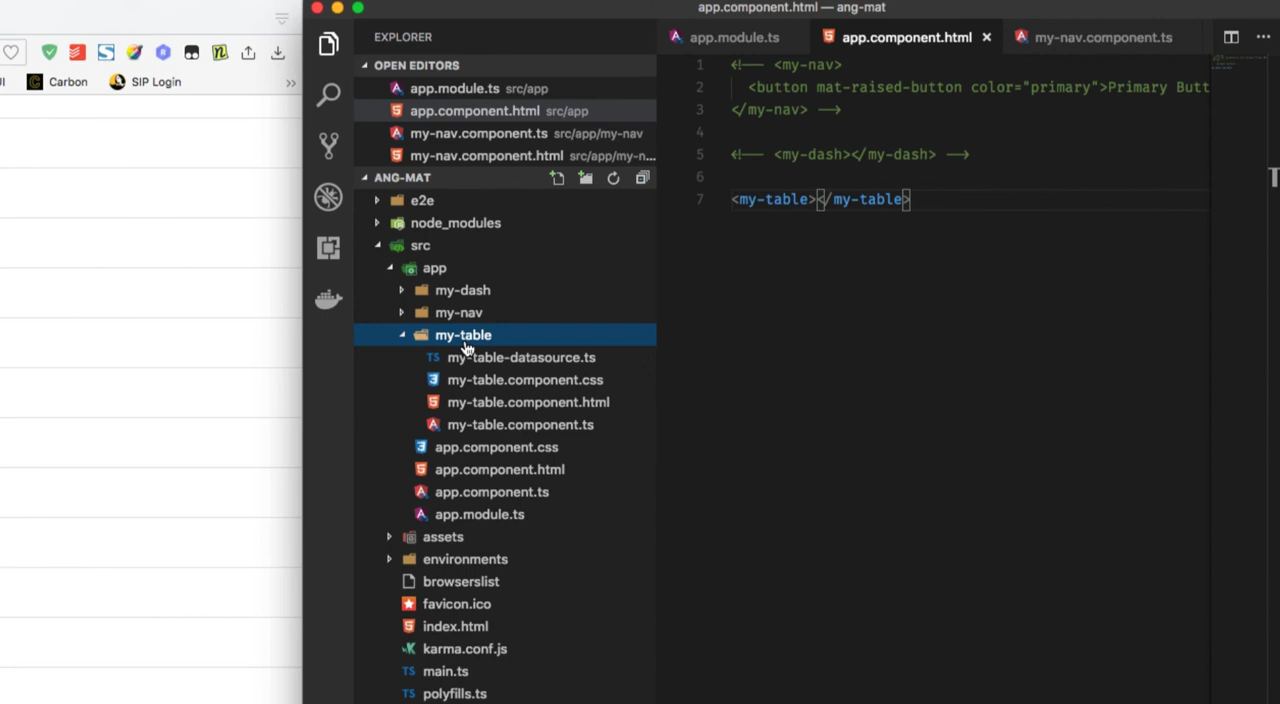 app.component.html — ang-mat
Carbon
SIP Login
»
EXPLORER
OPEN EDITORS
app.module.ts src/app
app.component.html src/app
my-nav.component.ts src/app/my-nav
my-nav.component.html src/app/my-n...
ANG-MAT
e2e
node_modules
src
app
my-dash
my-nav
my-table
TS my-table-datasource.ts
my-table.component.css
my-table.component.html
my-table.component.ts
app.component.css
app.component.html
app.component.ts
app.module.ts
assets
environments
browserslist
favicon.ico
index.html
karma.conf.js
TS main.ts
TS polyfills.ts
app.module.ts
app.component.html
my-nav.component.ts
1 <!-- <my-nav>
2 <button mat-raised-button color="primary">Primary Butt
3 </my-nav> -->
4
5 <!-- <my-dash></my-dash> -->
6
7 <my-table></my-table>